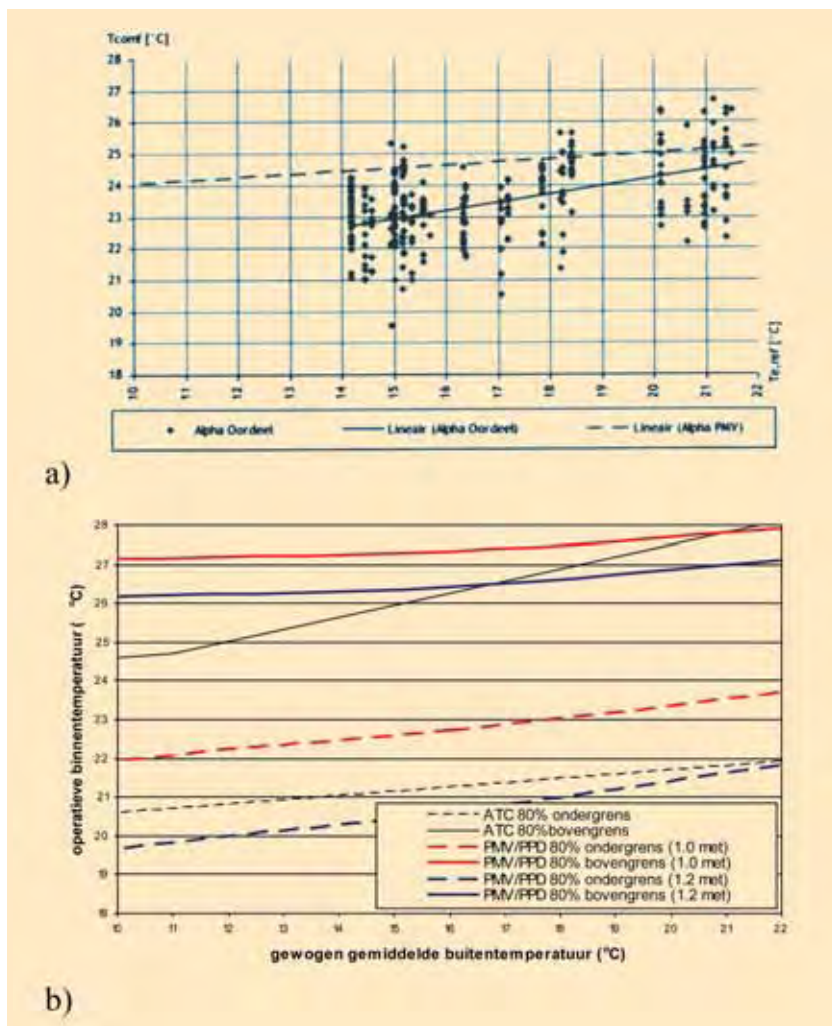 Tcomf [°C]
28
27
26
25
24
23
22
21
20
19
18
10 11 12 13 14 15 16 17 18 19 20 21 22
Te,ref [°C]
Alpha Oordeel Lineair (Alpha Oordeel) Lineair (Alpha PMV)
a)
28
27
26
25
24
23
22
21
20
19
18
operatieve binnentemperatuur ( °C)
ATC 80% ondergrens
ATC 80%bovengrens
PMV/PPD 80% ondergrens (1.0 met)
PMV/PPD 80% bovengrens (1.0 met)
PMV/PPD 80% ondergrens (1.2 met)
PMV/PPD 80% bovengrens (1.2 met)
10 11 12 13 14 15 16 17 18 19 20 21 22
gewogen gemiddelde buitentemperatuur (°C)
b)